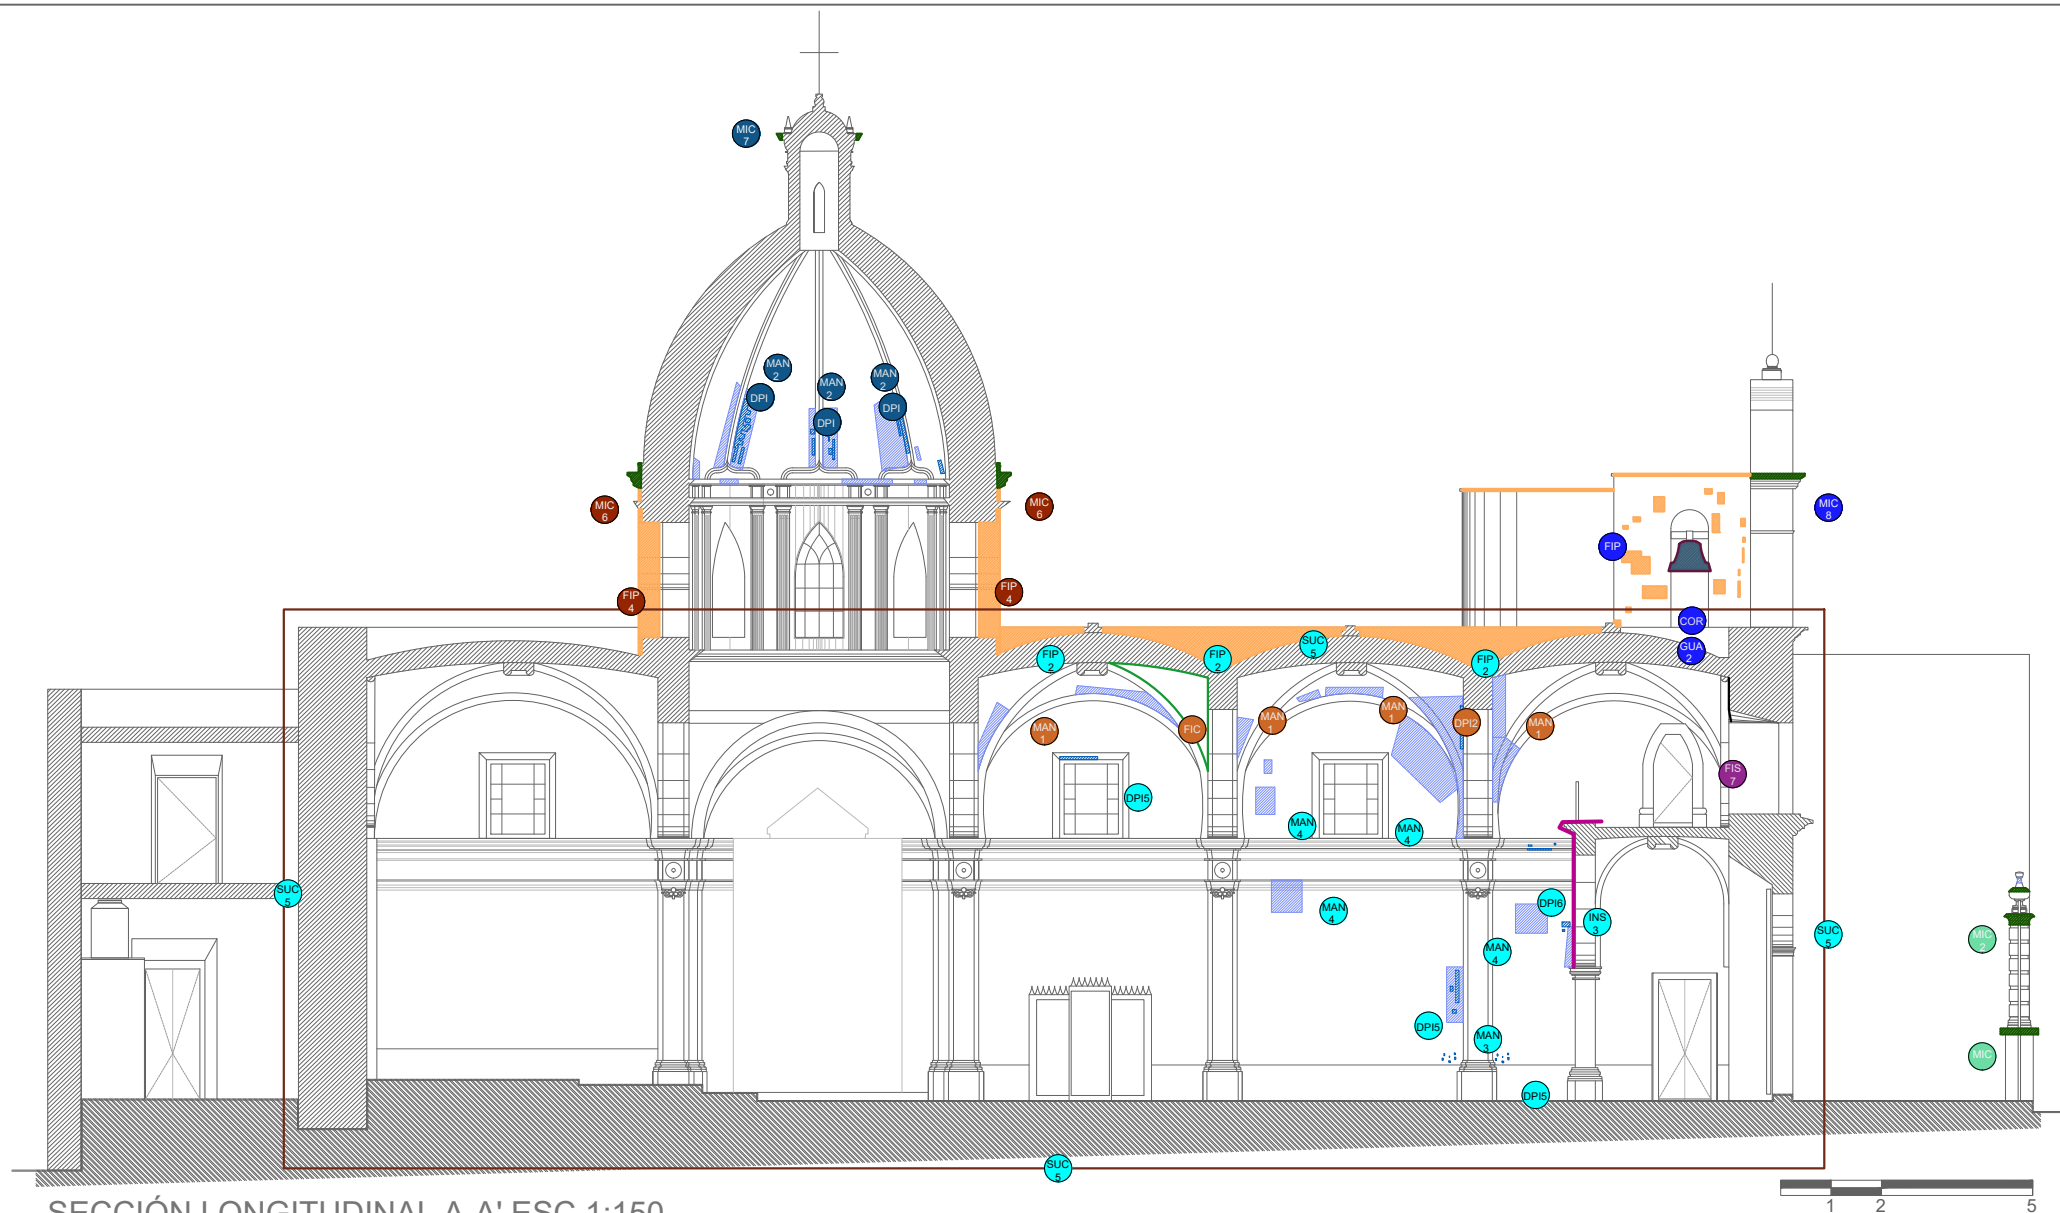 MIC
7
MAN
2
MAN
2
MAN
2
DPI
DPI
DPI
MIC
6
MIC
6
MIC
8
FIP
FIP
4
FIP
4
COR
GUA
2
FIP
2
FIP
2
SUC
5
FIP
2
MAN
1
FIC
MAN
1
MAN
1
DPI2
MAN
1
FIS
7
DPI5
MAN
4
MAN
4
SUC
5
MAN
4
DPI6
INS
3
SUC
5
MIC
2
MAN
4
DPI5
MAN
3
MIC
DPI5
SUC
5
SECCIÓN LONGITUDINAL A-A' ESC 1:150
1 2 5